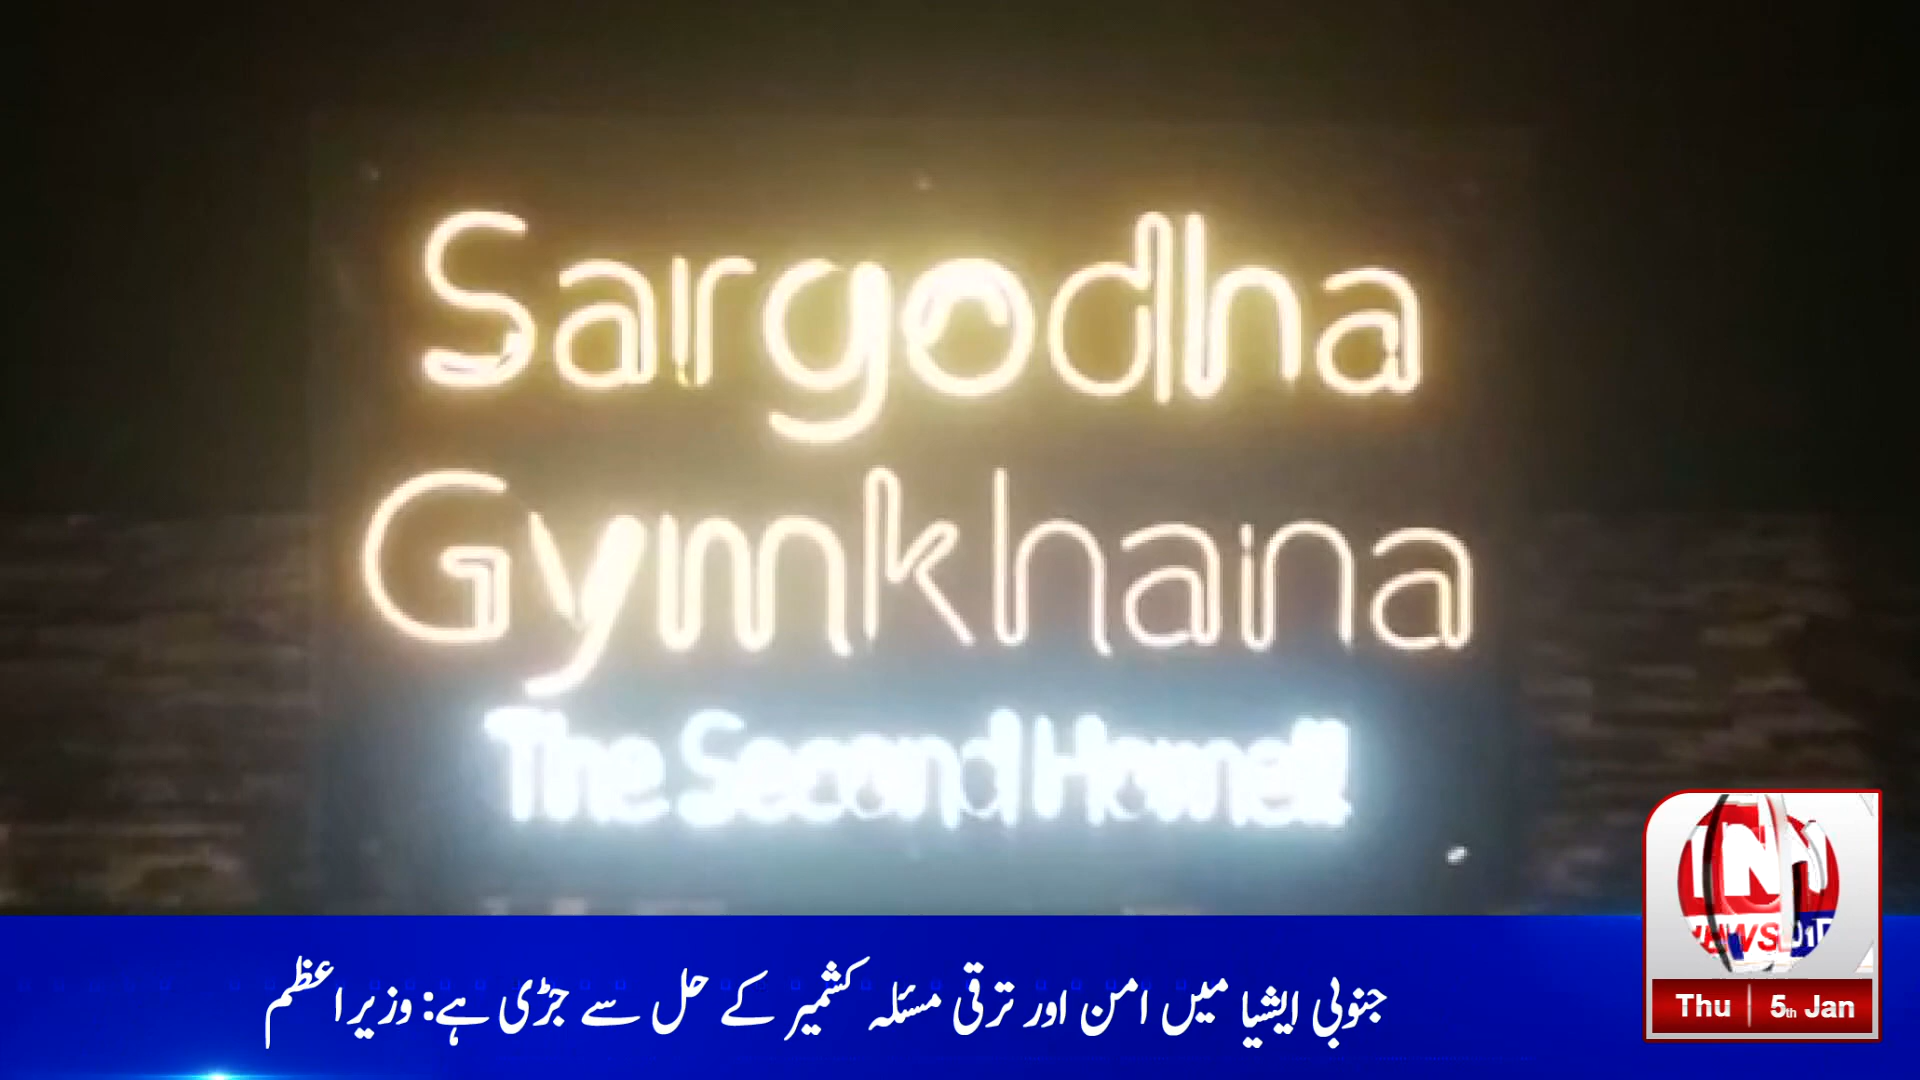 Sargodha
Gymkhana
The Second Home!!
جنوبی ایشیا میں امن اور ترقی مسئلہ کشمیر کے حل سے جڑی ہے: وزیراعظم
NEWS
Thu | 5th Jan